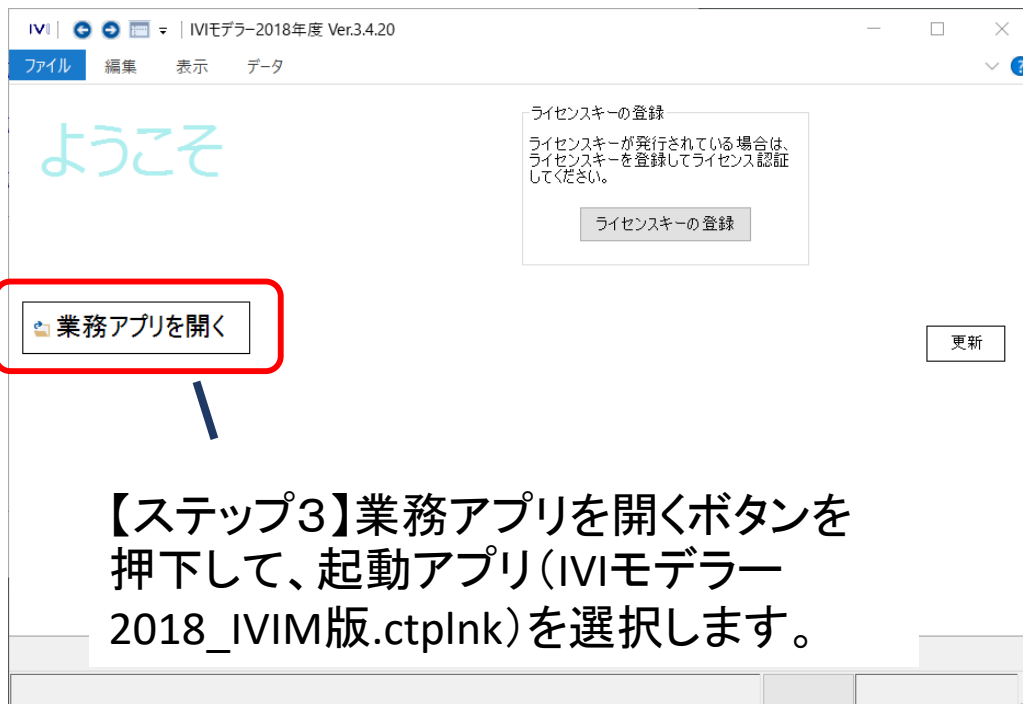 IVI IVIモデラー2018年度 Ver.3.4.20
ファイル 編集 表示 データ ?
ようこそ
ライセンスキーの登録
ライセンスキーが発行されている場合は、
ライセンスキーを登録してライセンス認証
してください。
ライセンスキーの登録
業務アプリを開く
更新
【ステップ３】業務アプリを開くボタンを
押下して、起動アプリ（IVIモデラー
2018_IVIM版.ctplnk）を選択します。